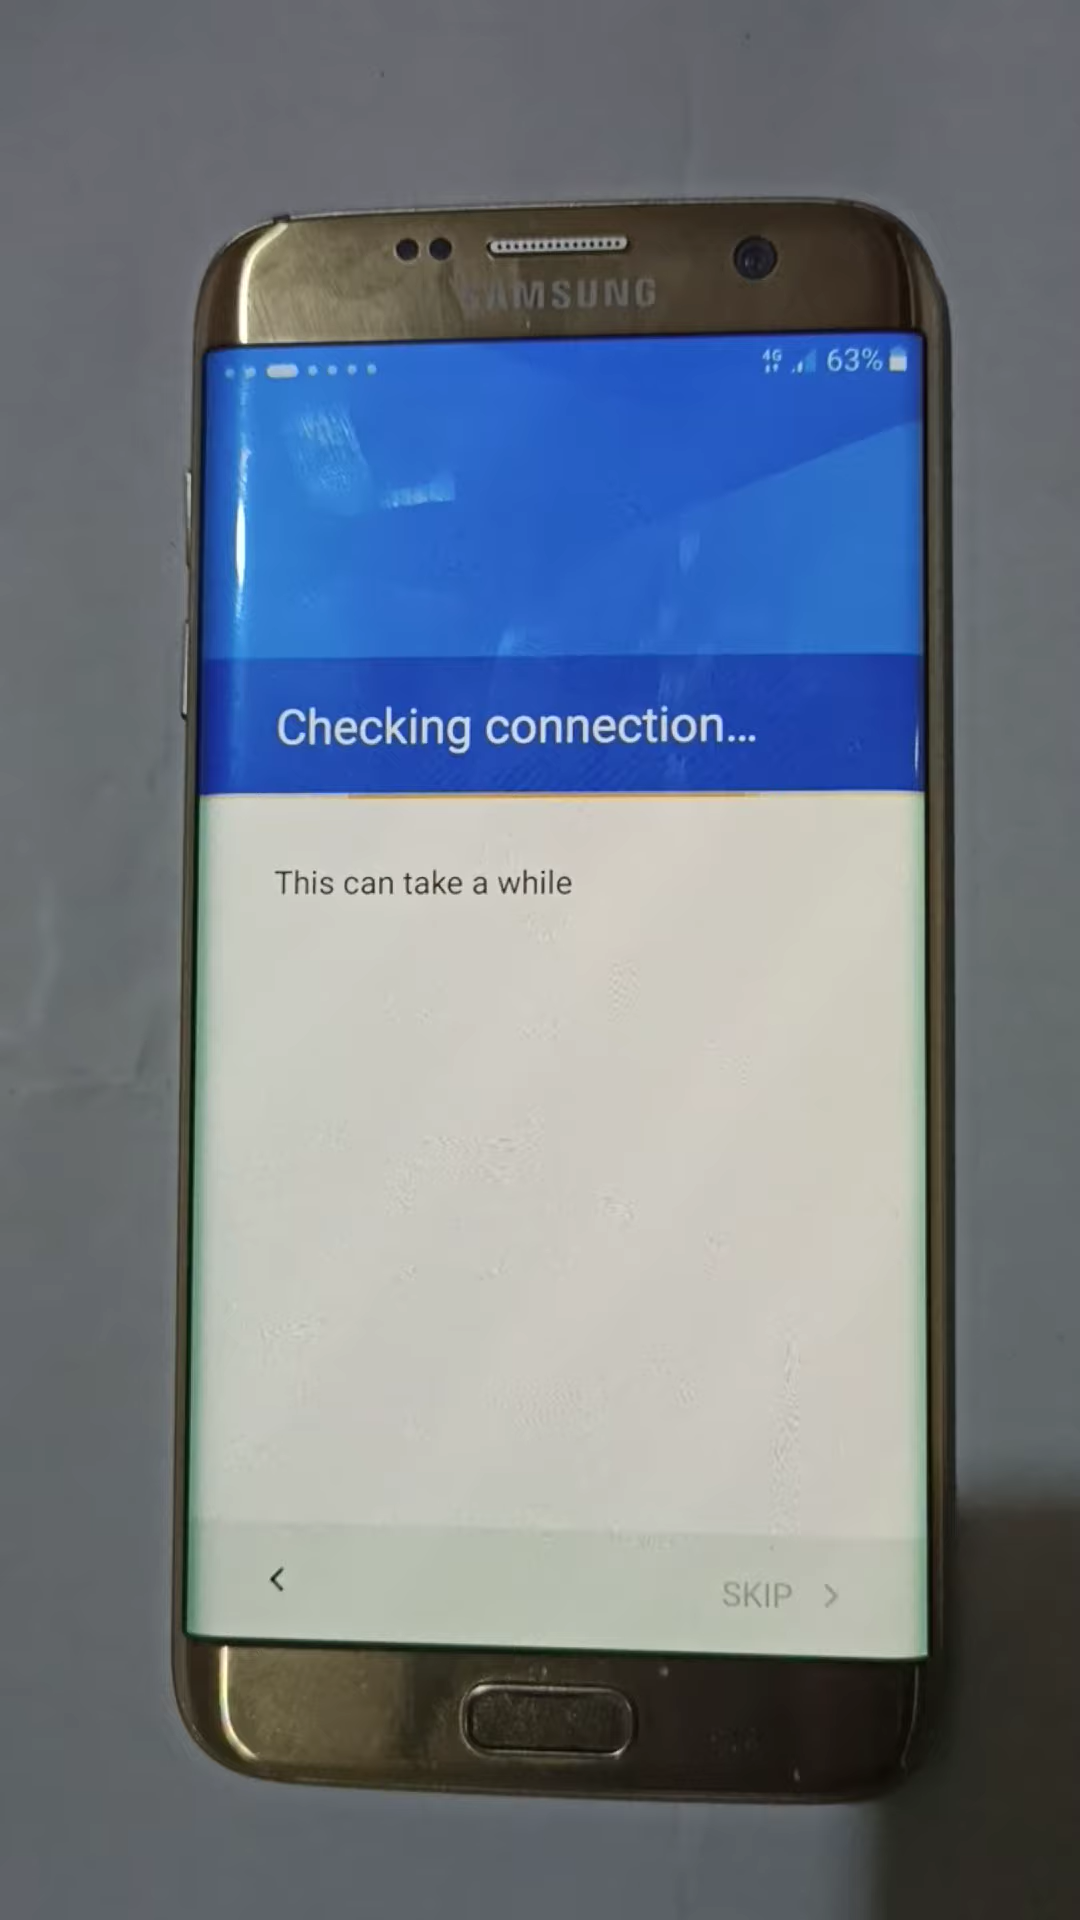 SAMSUNG
4G 63%
Checking connection...
This can take a while
SKIP